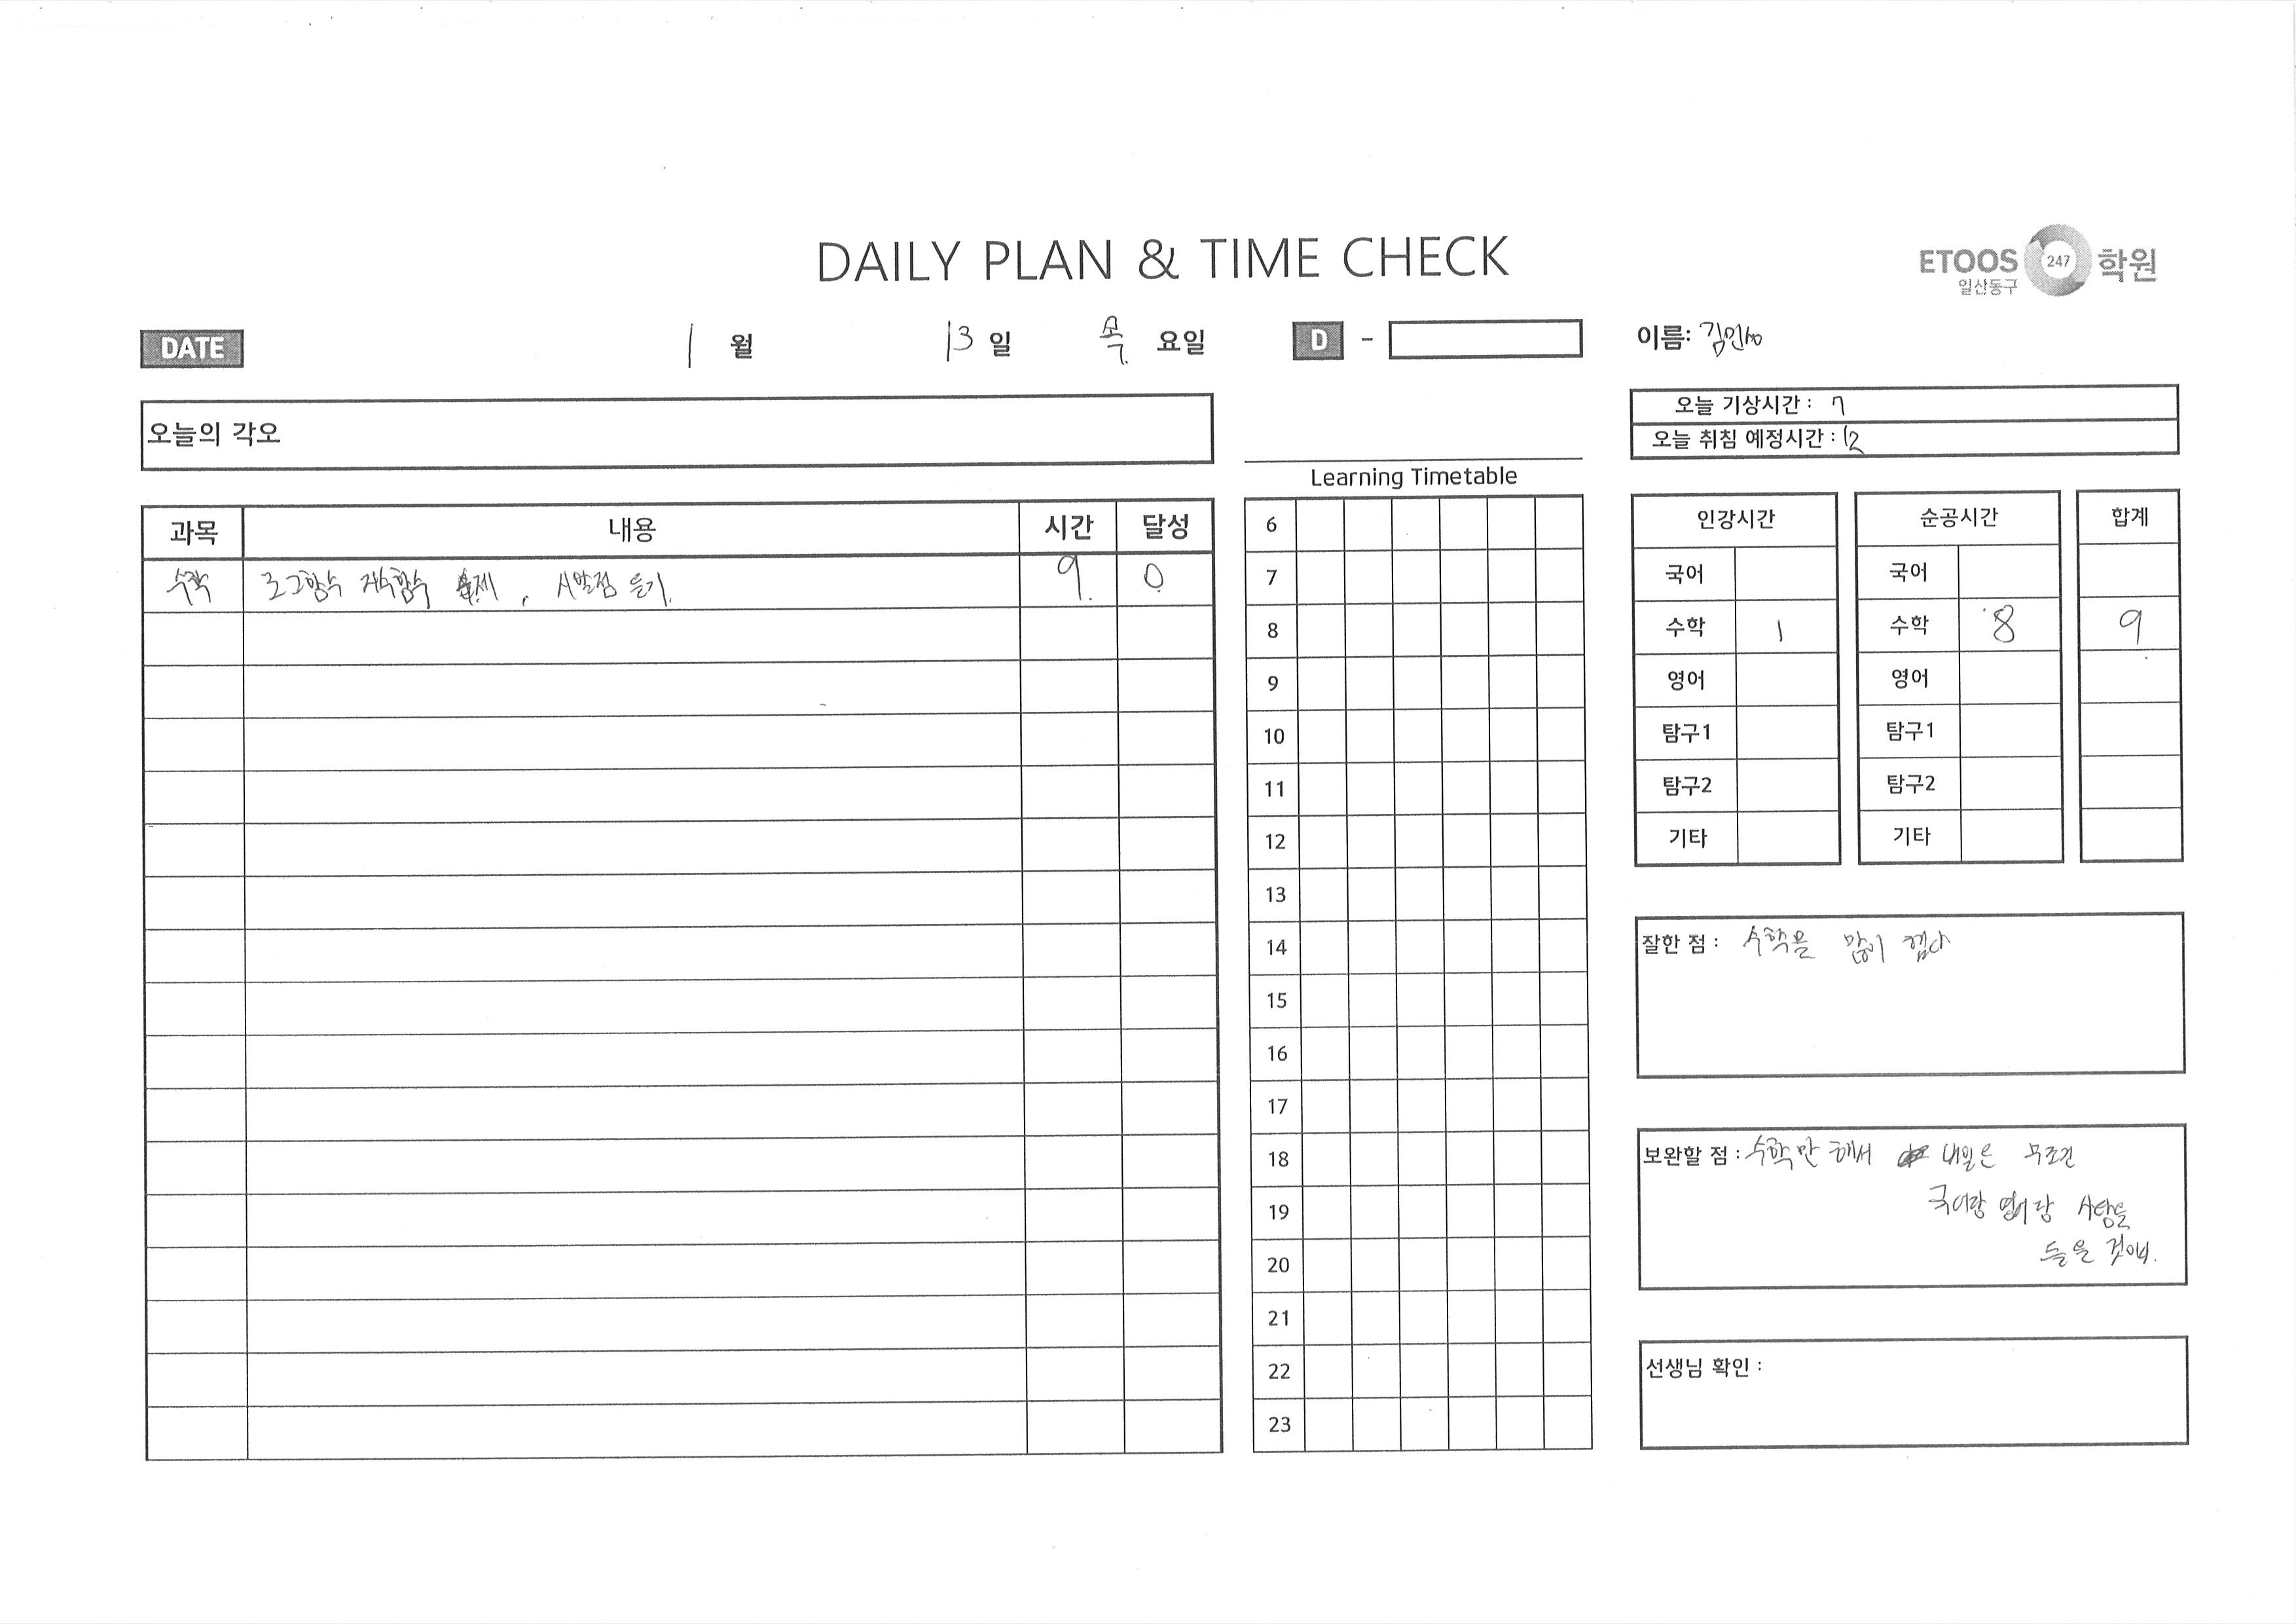 DAILY PLAN & TIME CHECK
ETOOS 247 학원
일산동구
DATE 1 월 13 일 목 요일 D -
이름: 김민
오늘의 각오
오늘 기상시간 : 7
오늘 취침 예정시간 : 12
Learning Timetable
과목 내용 시간 달성
수학 로그함수 지수함수 숙제, 시발점 듣기. 9. 0
6
7
8
9
10
11
12
13
14
15
16
17
18
19
20
21
22
23
인강시간 순공시간 합계
국어 국어
수학 1 수학 8 9
영어 영어
탐구1 탐구1
탐구2 탐구2
기타 기타
잘한 점 : 수학을 많이 했다
보완할 점 : 수학만 해서 내일은 무조건
국어랑 영어랑 사탐을
들을 것이다.
선생님 확인 :